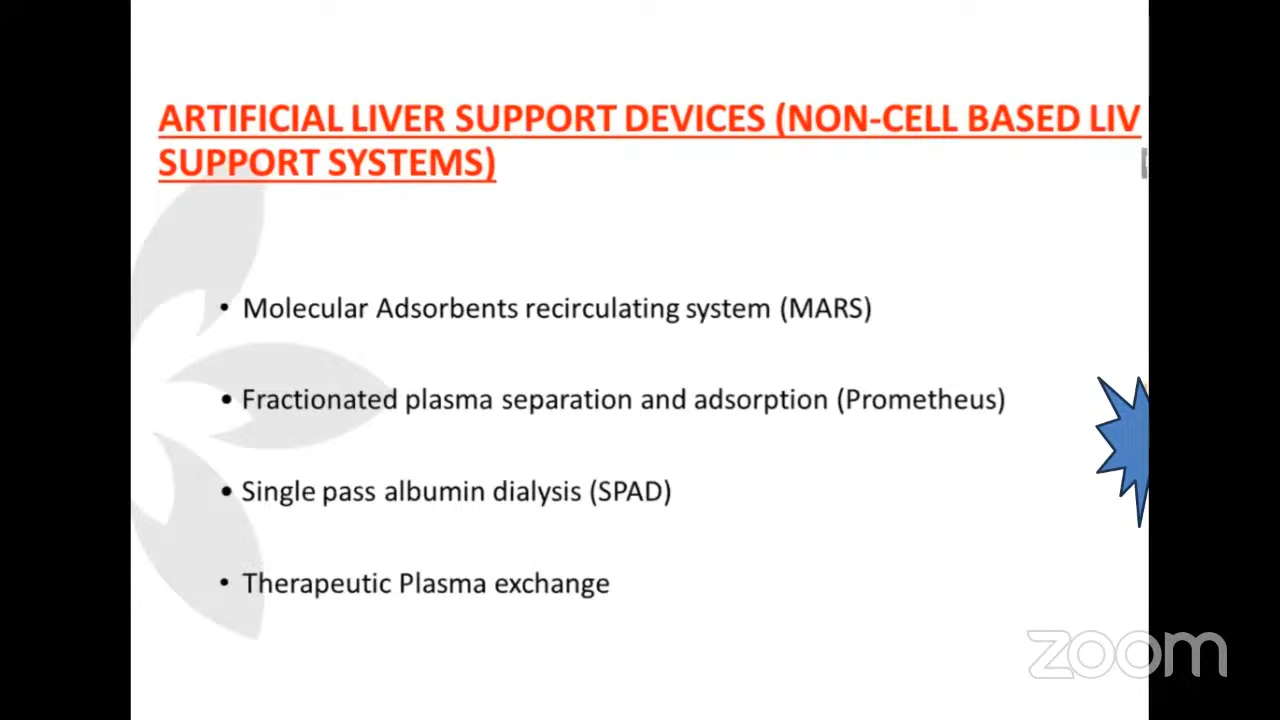 ARTIFICIAL LIVER SUPPORT DEVICES (NON-CELL BASED LIV
SUPPORT SYSTEMS)
• Molecular Adsorbents recirculating system (MARS)
• Fractionated plasma separation and adsorption (Prometheus)
• Single pass albumin dialysis (SPAD)
• Therapeutic Plasma exchange
zoom